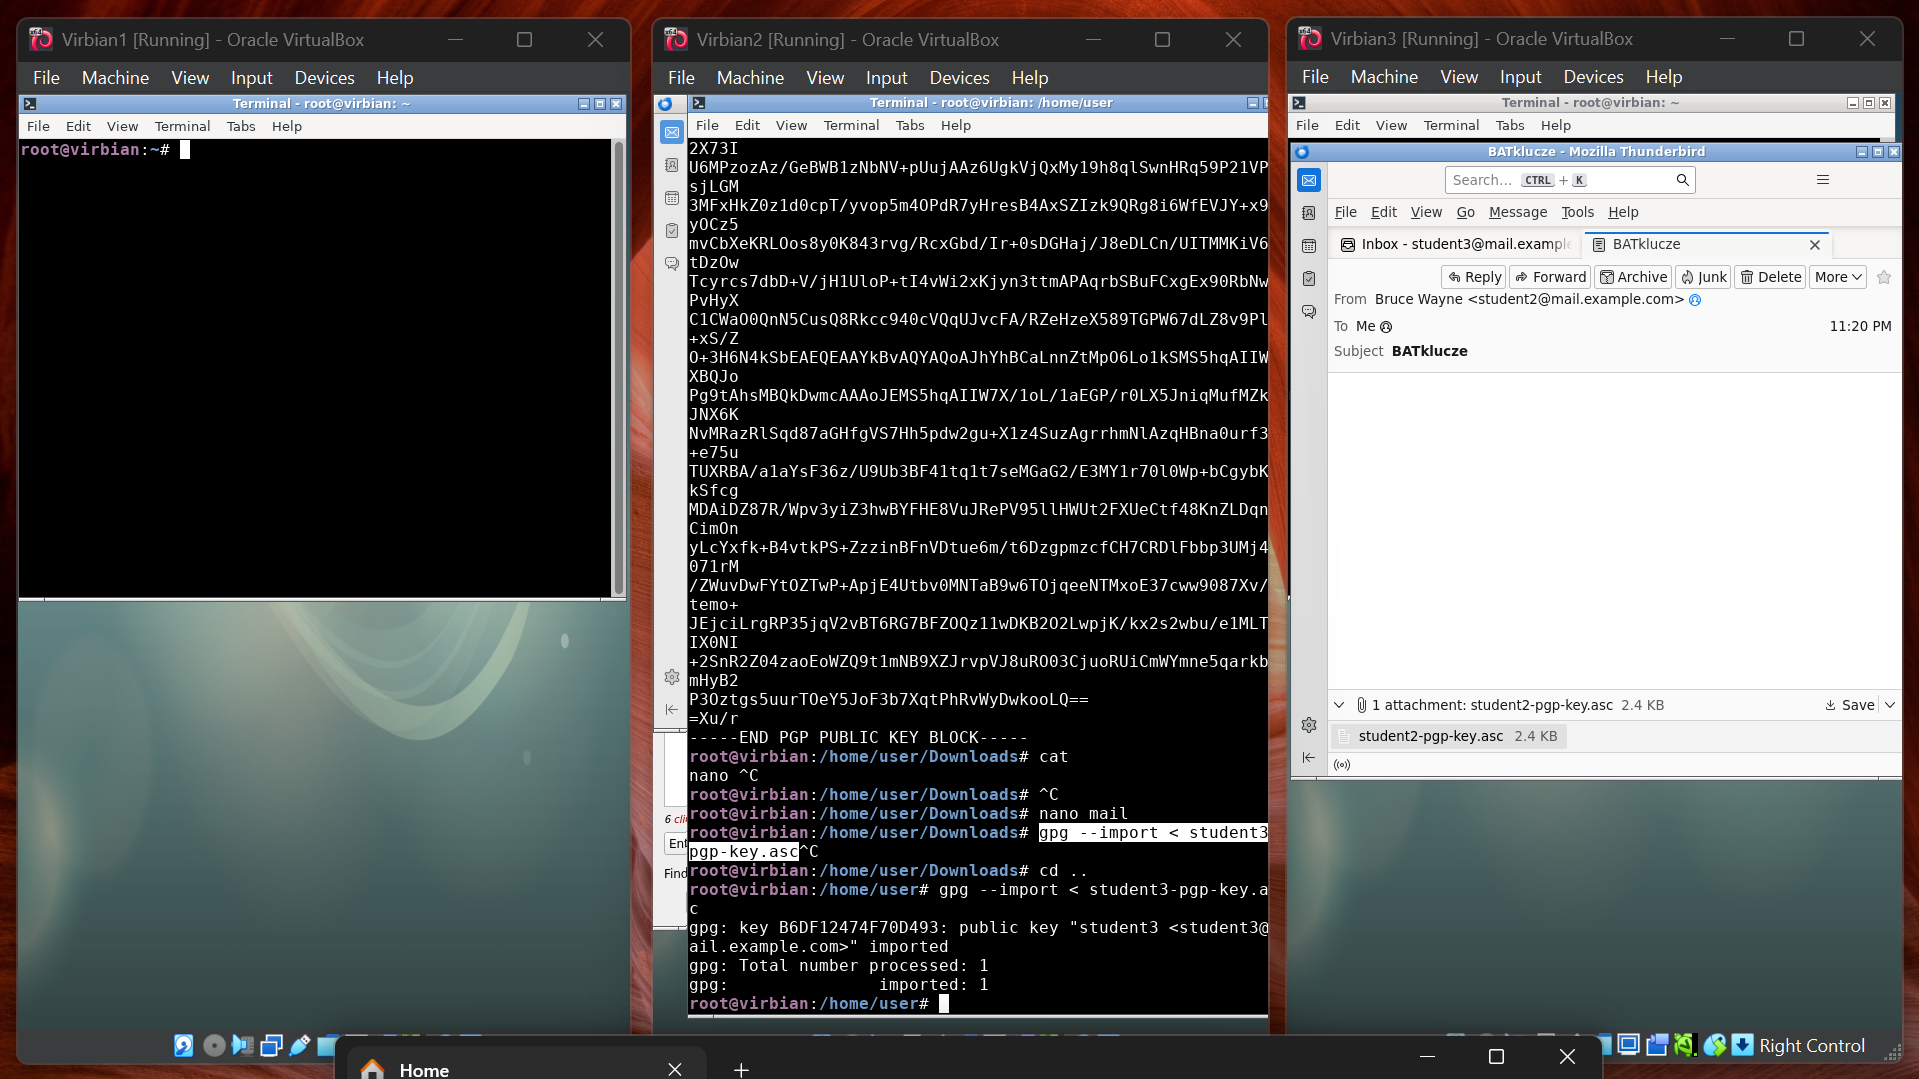 Virbian1 [Running] - Oracle VirtualBox
File Machine View Input Devices Help
Terminal - root@virbian: ~
File Edit View Terminal Tabs Help
root@virbian:~#
Virbian2 [Running] - Oracle VirtualBox
File Machine View Input Devices Help
Terminal - root@virbian: /home/user
File Edit View Terminal Tabs Help
2X73I
U6MPzozAz/GeBWB1zNbNV+pUujAAz6UgkVjQxMy19h8qlSwnHRq59P21VP
sjLGM
3MFxHkZ0z1d0cpT/yvop5m4OPdR7yHresB4AxSZIzk9QRg8i6WfEVJY+x9
yOCz5
mvCbXeKRLOos8y0K843rvg/RcxGbd/Ir+0sDGHaj/J8eDLCn/UITMMKiV6
tDzOw
Tcyrcs7dbD+V/jH1UloP+tI4vWi2xKjyn3ttmAPAqrbSBuFCxgEx90RbNw
PvHyX
C1CWaO0QnN5CusQ8Rkcc940cVQqUJvcFA/RZeHzeX589TGPW67dLZ8v9Pl
+xS/Z
O+3H6N4kSbEAEQEAAYkBvAQYAQoAJhYhBCaLnnZtMpO6Lo1kSMS5hqAIIW
XBQJo
Pg9tAhsMBQkDwmcAAAoJEMS5hqAIIW7X/1oL/1aEGP/r0LX5JniqMufMZk
JNX6K
NvMRazRlSqd87aGHfgVS7Hh5pdw2gu+X1z4SuzAgrrhmNlAzqHBna0urf3
+e75u
TUXRBA/a1aYsF36z/U9Ub3BF41tq1t7seMGaG2/E3MY1r70l0Wp+bCgybK
kSfcg
MDAiDZ87R/Wpv3yiZ3hwBYFHE8VuJRePV95llHWUt2FXUeCtf48KnZLDqn
CimOn
yLcYxfk+B4vtkPS+ZzzinBFnVDtue6m/t6DzgpmzcfCH7CRDlFbbp3UMj4
071rM
/ZWuvDwFYtOZTwP+ApjE4Utbv0MNTaB9w6TOjqeeNTMxoE37cww9087Xv/
temo+
JEjciLrgRP35jqV2vBT6RG7BFZOQz11wDKB2O2LwpjK/kx2s2wbu/e1MLT
IX0NI
+2SnR2Z04zaoEoWZQ9t1mNB9XZJrvpVJ8uRO03CjuoRUiCmWYmne5qarkb
mHyB2
P3Oztgs5uurTOeY5JoF3b7XqtPhRvWyDwkooLQ==
=Xu/r
-----END PGP PUBLIC KEY BLOCK-----
root@virbian:/home/user/Downloads# cat
nano ^C
root@virbian:/home/user/Downloads# ^C
root@virbian:/home/user/Downloads# nano mail
root@virbian:/home/user/Downloads# gpg --import < student3
pgp-key.asc^C
root@virbian:/home/user/Downloads# cd ..
root@virbian:/home/user# gpg --import < student3-pgp-key.a
c
gpg: key B6DF12474F70D493: public key "student3 <student3@
ail.example.com>" imported
gpg: Total number processed: 1
gpg: imported: 1
root@virbian:/home/user#
6 cli
Ent
Find
Virbian3 [Running] - Oracle VirtualBox
File Machine View Input Devices Help
Terminal - root@virbian: ~
File Edit View Terminal Tabs Help
BATklucze - Mozilla Thunderbird
Search... CTRL + K
File Edit View Go Message Tools Help
Inbox - student3@mail.example
BATklucze
Reply Forward Archive Junk Delete More
From Bruce Wayne <student2@mail.example.com>
To Me 11:20 PM
Subject BATklucze
1 attachment: student2-pgp-key.asc 2.4 KB Save
student2-pgp-key.asc 2.4 KB
Right Control
Home